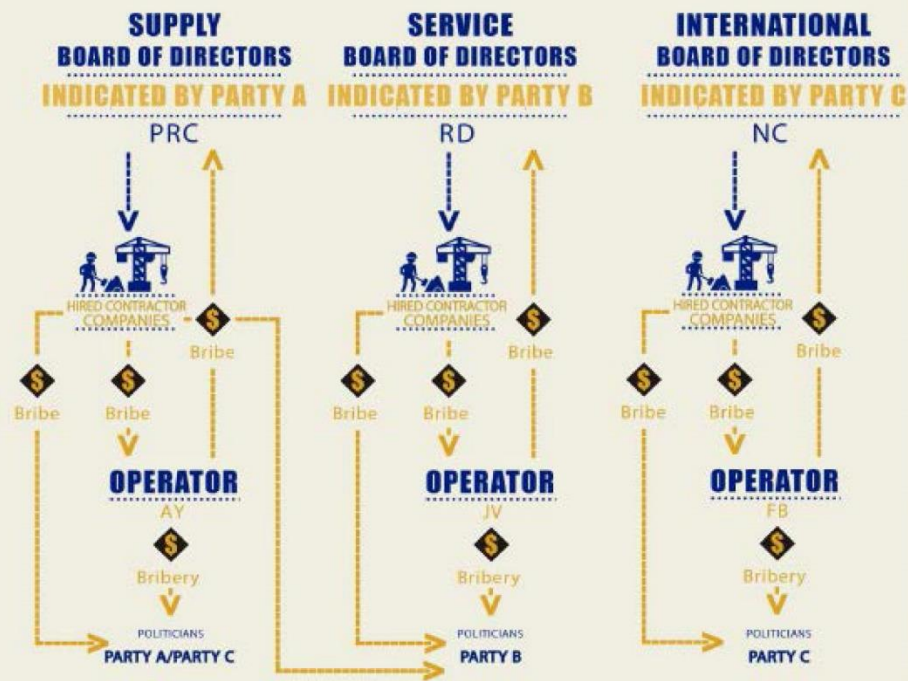 SUPPLY
BOARD OF DIRECTORS
INDICATED BY PARTY A
PRC
HIRED CONTRACTOR
COMPANIES
$
Bribe
$
Bribe
$
Bribe
OPERATOR
AY
$
Bribery
POLITICIANS
PARTY A/PARTY C
SERVICE
BOARD OF DIRECTORS
INDICATED BY PARTY B
RD
HIRED CONTRACTOR
COMPANIES
$
Bribe
$
Bribe
$
Bribe
OPERATOR
JV
$
Bribery
POLITICIANS
PARTY B
INTERNATIONAL
BOARD OF DIRECTORS
INDICATED BY PARTY C
NC
HIRED CONTRACTOR
COMPANIES
$
Bribe
$
Bribe
$
Bribe
OPERATOR
FB
$
Bribery
POLITICIANS
PARTY C